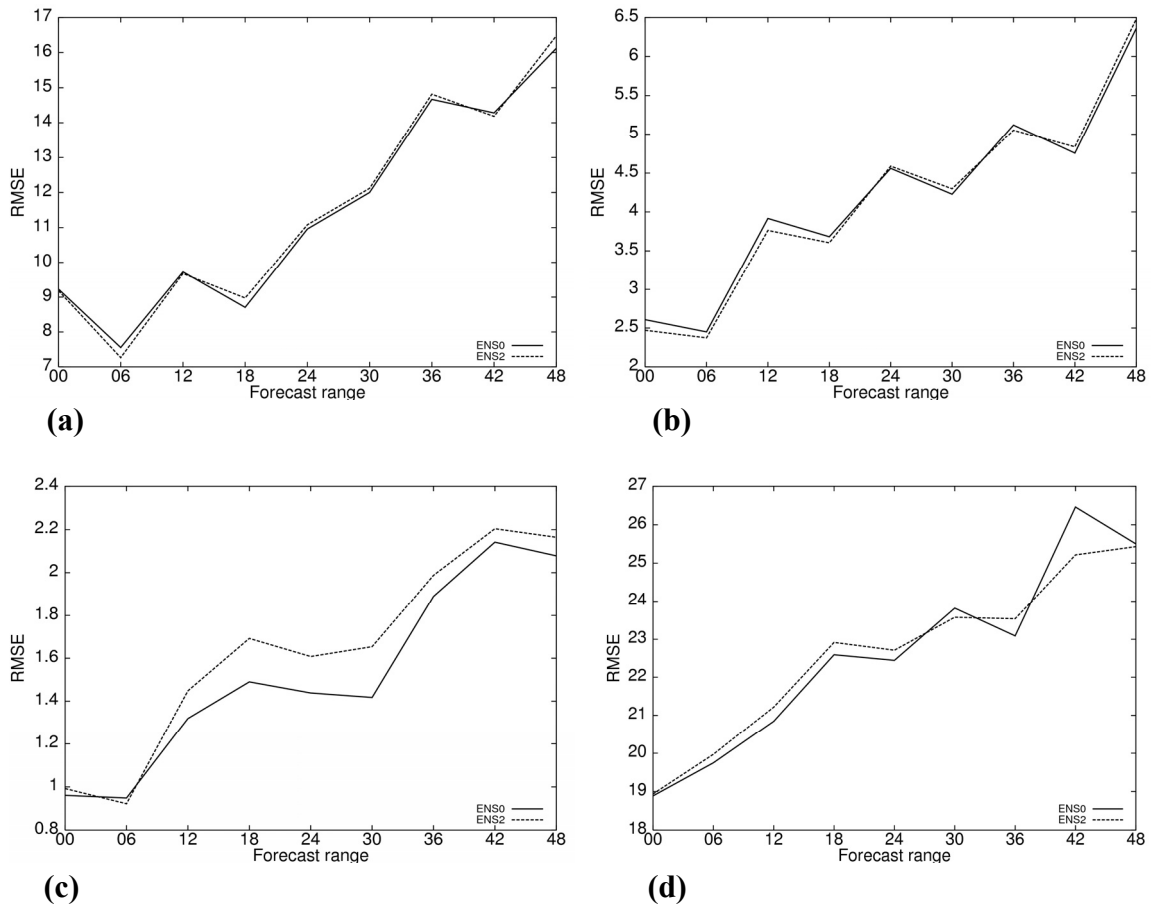 17
16
15
14
13
12
11
10
9
8
7
RMSE
ENS0
ENS2
00 06 12 18 24 30 36 42 48
Forecast range
(a)
6.5
6
5.5
5
4.5
4
3.5
3
2.5
2
RMSE
ENS0
ENS2
00 06 12 18 24 30 36 42 48
Forecast range
(b)
2.4
2.2
2
1.8
1.6
1.4
1.2
1
0.8
RMSE
ENS0
ENS2
00 06 12 18 24 30 36 42 48
Forecast range
(c)
27
26
25
24
23
22
21
20
19
18
RMSE
ENS0
ENS2
00 06 12 18 24 30 36 42 48
Forecast range
(d)